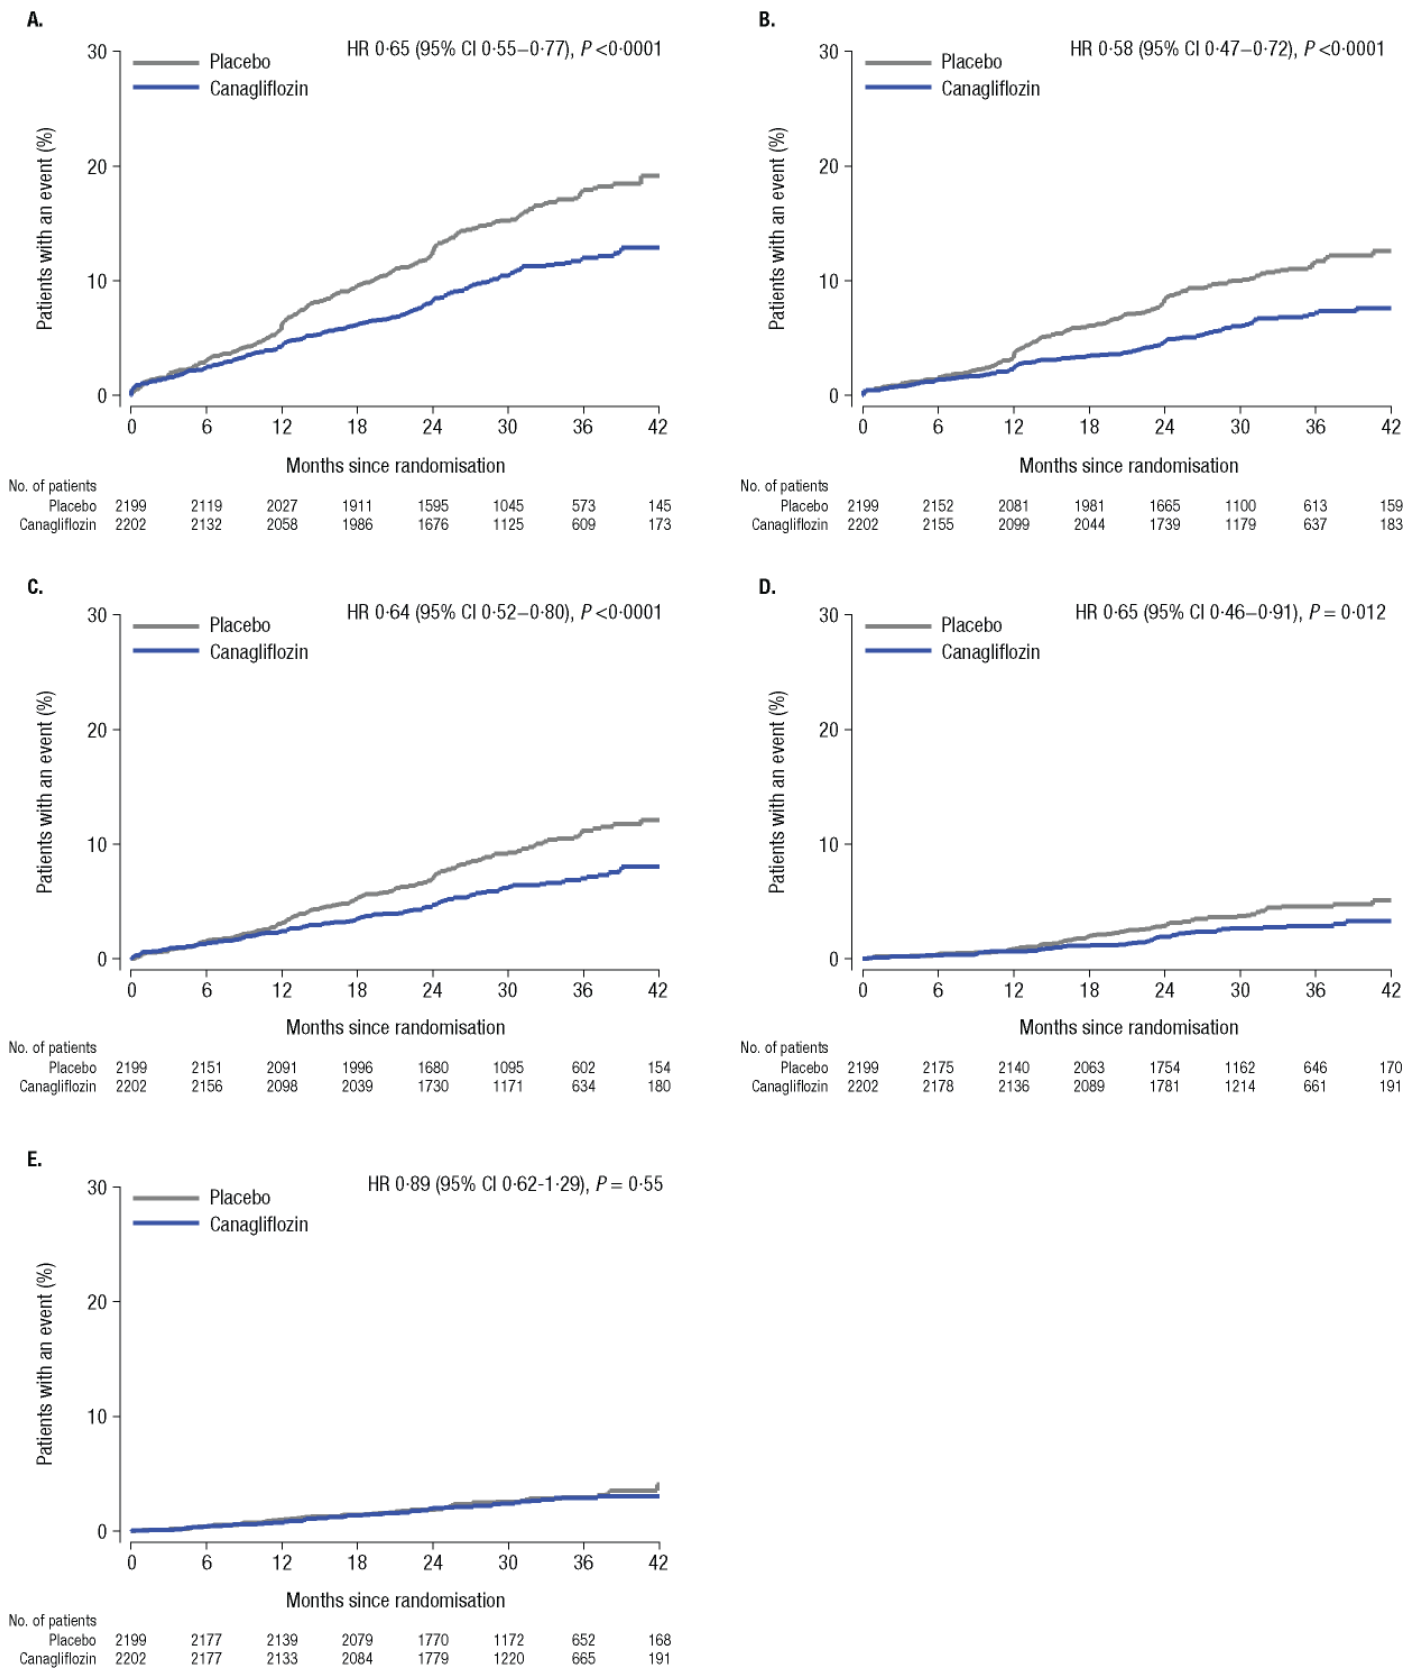 A.
HR 0·65 (95% CI 0·55–0·77), P <0·0001
Placebo
Canagliflozin
Patients with an event (%)
30
20
10
0
0 6 12 18 24 30 36 42
Months since randomisation
No. of patients
Placebo 2199 2119 2027 1911 1595 1045 573 145
Canagliflozin 2202 2132 2058 1986 1676 1125 609 173
B.
HR 0·58 (95% CI 0·47–0·72), P <0·0001
Placebo
Canagliflozin
Patients with an event (%)
30
20
10
0
0 6 12 18 24 30 36 42
Months since randomisation
No. of patients
Placebo 2199 2152 2081 1981 1665 1100 613 159
Canagliflozin 2202 2155 2099 2044 1739 1179 637 183
C.
HR 0·64 (95% CI 0·52–0·80), P <0·0001
Placebo
Canagliflozin
Patients with an event (%)
30
20
10
0
0 6 12 18 24 30 36 42
Months since randomisation
No. of patients
Placebo 2199 2151 2091 1996 1680 1095 602 154
Canagliflozin 2202 2156 2098 2039 1730 1171 634 180
D.
HR 0·65 (95% CI 0·46–0·91), P = 0·012
Placebo
Canagliflozin
Patients with an event (%)
30
20
10
0
0 6 12 18 24 30 36 42
Months since randomisation
No. of patients
Placebo 2199 2175 2140 2063 1754 1162 646 170
Canagliflozin 2202 2178 2136 2089 1781 1214 661 191
E.
HR 0·89 (95% CI 0·62-1·29), P = 0·55
Placebo
Canagliflozin
Patients with an event (%)
30
20
10
0
0 6 12 18 24 30 36 42
Months since randomisation
No. of patients
Placebo 2199 2177 2139 2079 1770 1172 652 168
Canagliflozin 2202 2177 2133 2084 1779 1220 665 191